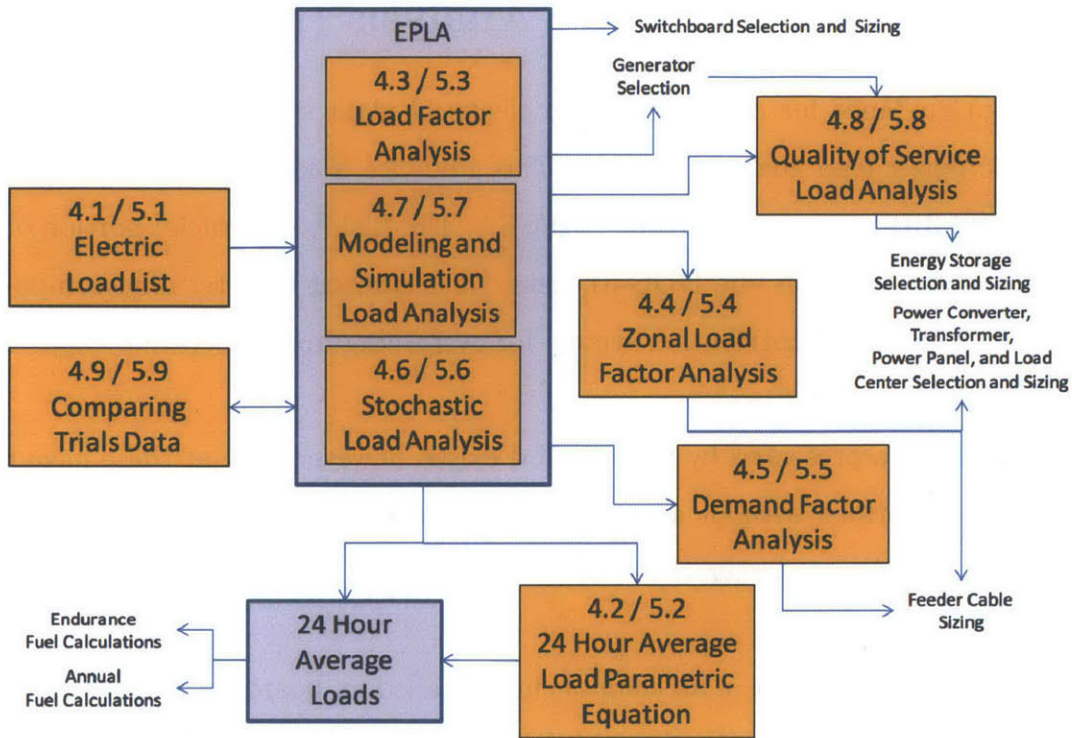 EPLA
4.3 / 5.3
Load Factor
Analysis
4.7 / 5.7
Modeling and
Simulation
Load Analysis
4.6 / 5.6
Stochastic
Load Analysis
4.1 / 5.1
Electric
Load List
4.9 / 5.9
Comparing
Trials Data
Switchboard Selection and Sizing
Generator
Selection
4.8 / 5.8
Quality of Service
Load Analysis
Energy Storage
Selection and Sizing
Power Converter,
Transformer,
Power Panel, and Load
Center Selection and Sizing
4.4 / 5.4
Zonal Load
Factor Analysis
4.5 / 5.5
Demand Factor
Analysis
Feeder Cable
Sizing
4.2 / 5.2
24 Hour Average
Load Parametric
Equation
24 Hour
Average
Loads
Endurance
Fuel Calculations
Annual
Fuel Calculations